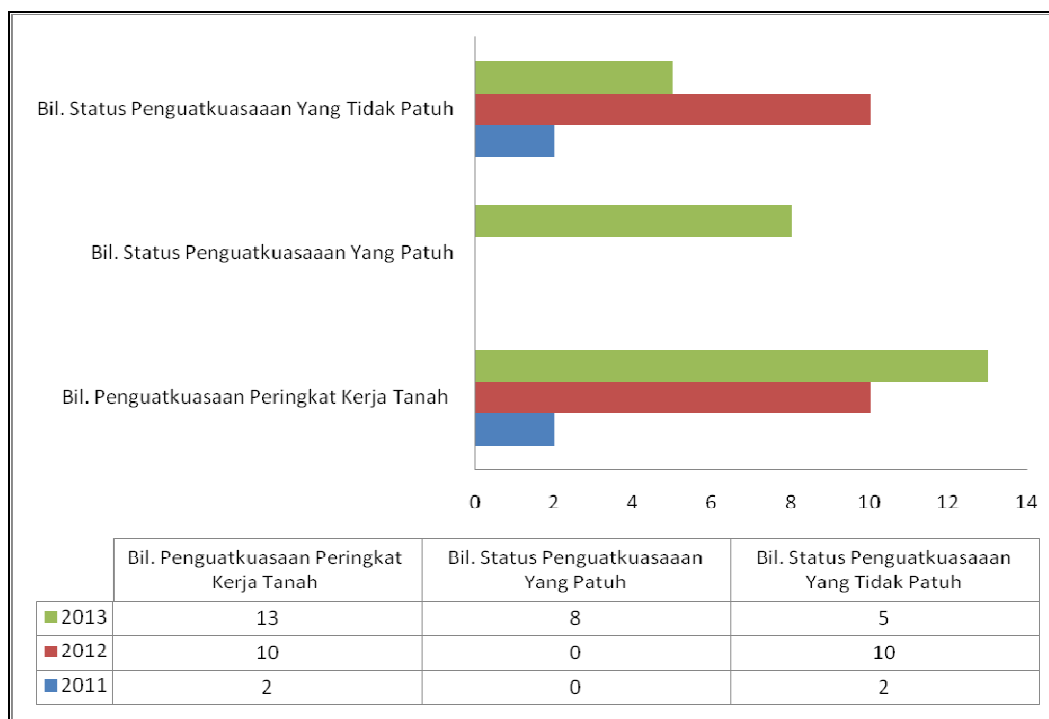 Bil. Status Penguatkuasaaan Yang Tidak Patuh
Bil. Status Penguatkuasaaan Yang Patuh
Bil. Penguatkuasaan Peringkat Kerja Tanah
0 2 4 6 8 10 12 14
Bil. Penguatkuasaan Peringkat
Kerja Tanah
Bil. Status Penguatkuasaaan
Yang Patuh
Bil. Status Penguatkuasaaan
Yang Tidak Patuh
2013 13 8 5
2012 10 0 10
2011 2 0 2